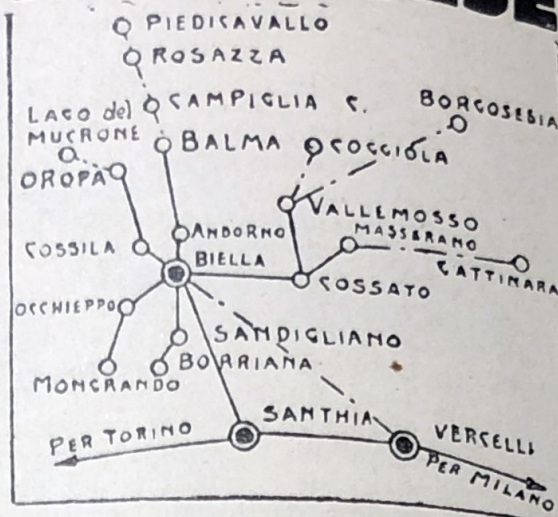 PIEDICAVALLO
ROSAZZA
CAMPIGLIA C.
BORGOSESIA
LAGO del
MUCRONE
BALMA
COGGIOLA
OROPA
VALLEMOSSO
ANDORNO
MASSERANO
COSSILA
BIELLA
GATTINARA
COSSATO
OCCHIEPPO
SANDIGLIANO
BORRIANA
MONGRANDO
SANTHIA
VERCELLI
PER TORINO
PER MILANO